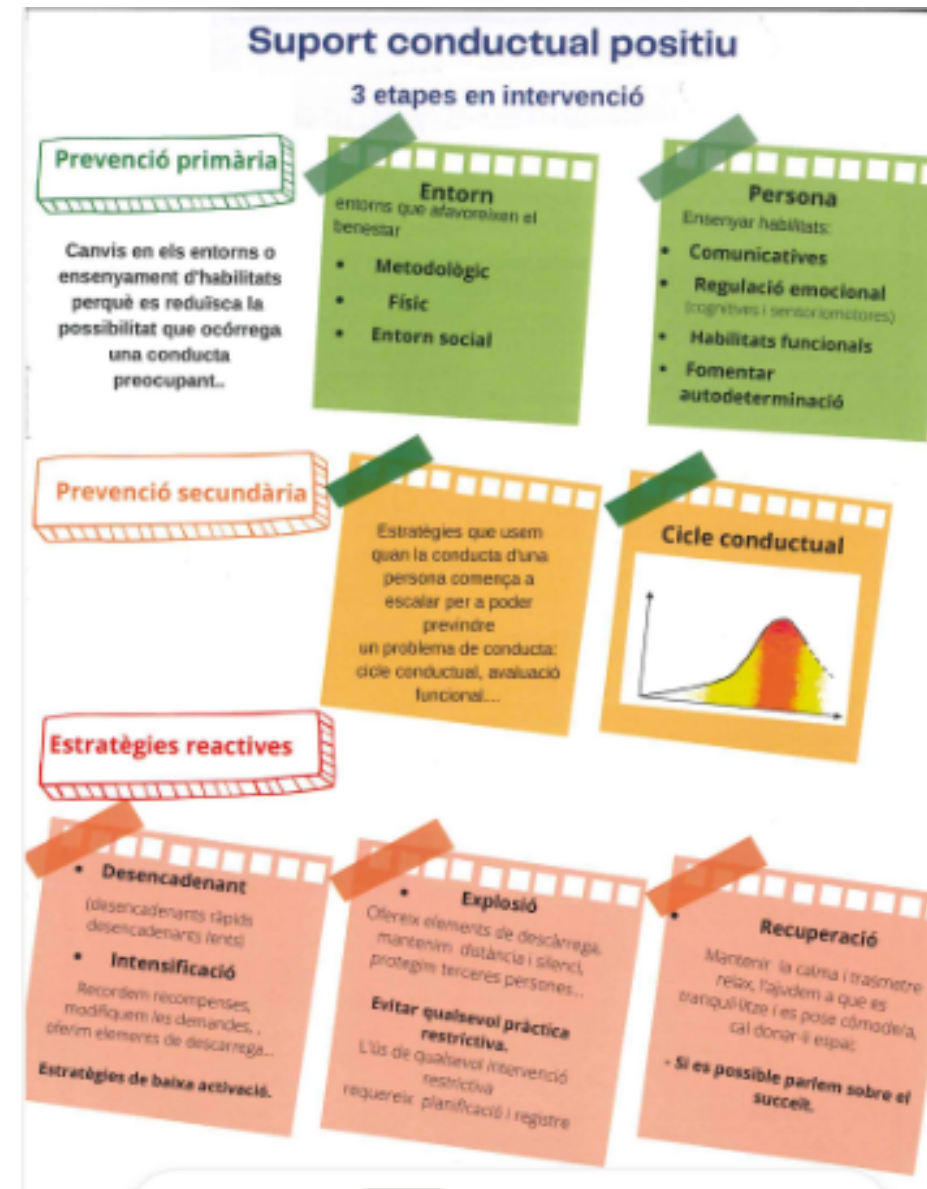 Suport conductual positiu
3 etapes en intervenció
Prevenció primària
Canvis en els entorns o
ensenyament d'habilitats
perquè es reduïsca la
possibilitat que ocórrega
una conducta
preocupant..
Entorn
entorns que afavoreixen el
benestar
• Metodològic
• Físic
• Entorn social
Persona
Ensenyar habilitats:
• Comunicatives
• Regulació emocional
(cognitives i sensoriomotores)
• Habilitats funcionals
• Fomentar
autodeterminació
Prevenció secundària
Estratègies que usem
quan la conducta d'una
persona comença a
escalar per a poder
previndre
un problema de conducta:
cicle conductual, avaluació
funcional...
Cicle conductual
Estratègies reactives
• Desencadenant
(desencadenants ràpids
desencadenants lents)
• Intensificació
Recordem recompenses,
modifiquem les demandes, ,
oferim elements de descarrega...
Estratègies de baixa activació.
• Explosió
Ofereix elements de descàrrega,
mantenim distància i silenci,
protegim terceres persones...
Evitar qualsevol pràctica
restrictiva.
L'ús de qualsevol intervenció
restrictiva
requereix planificació i registre
• Recuperació
Mantenir la calma i trasmetre
relax, l'ajudem a que es
tranquil·litze i es pose còmode/a,
cal donar-li espai.
- Si es possible parlem sobre el
succeït.